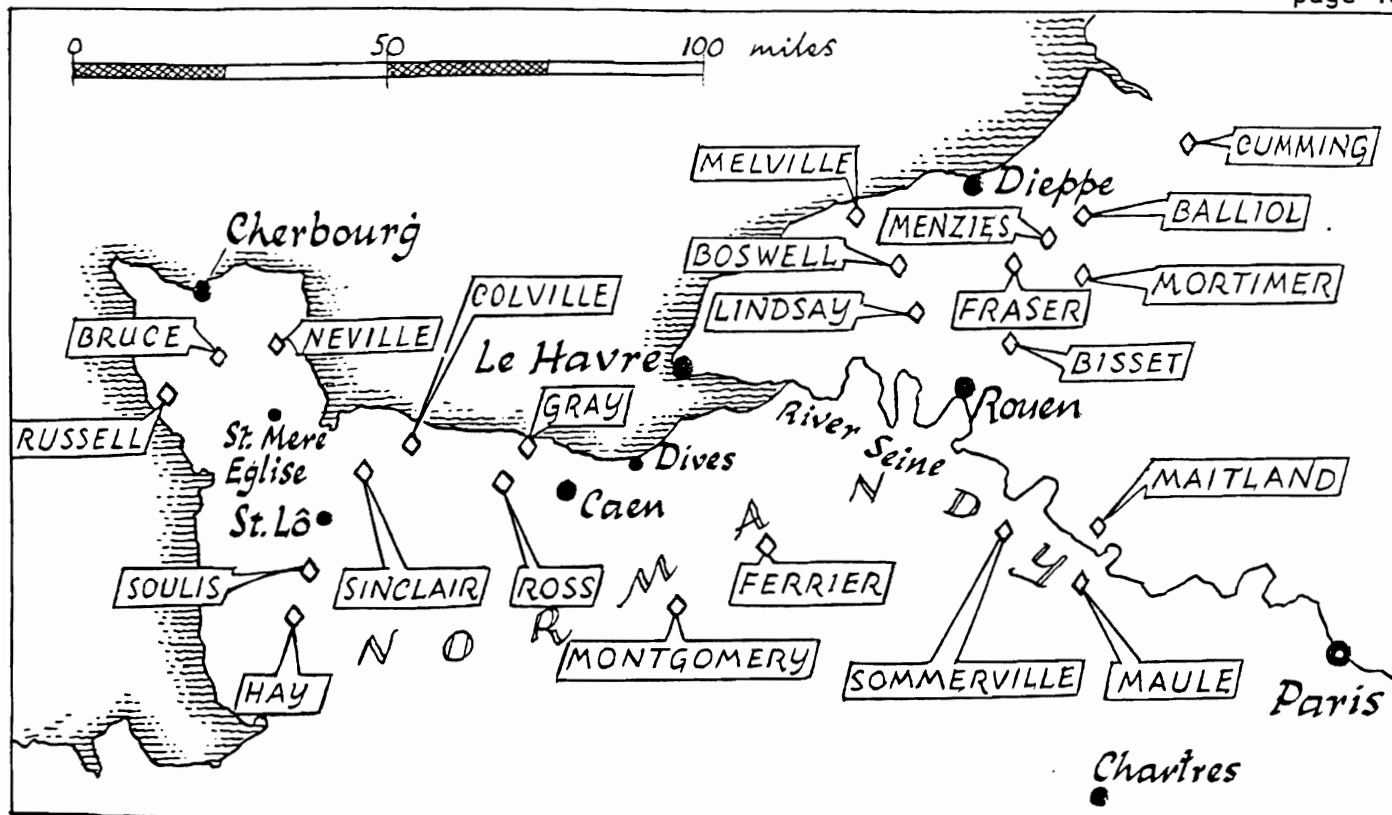 page
0 50 100 miles
CUMMING
MELVILLE
Dieppe
BALLIOL
MENZIES
Cherbourg
BOSWELL
MORTIMER
COLVILLE
LINDSAY
FRASER
BRUCE
NEVILLE
Le Havre
BISSET
GRAY
Rouen
River
Seine
RUSSELL
St. Mere
Eglise
Dives
MAITLAND
St. Lô
Caen
NORMANDY
SOULIS
SINCLAIR
ROSS
FERRIER
MONTGOMERY
SOMMERVILLE
MAULE
HAY
Paris
Chartres